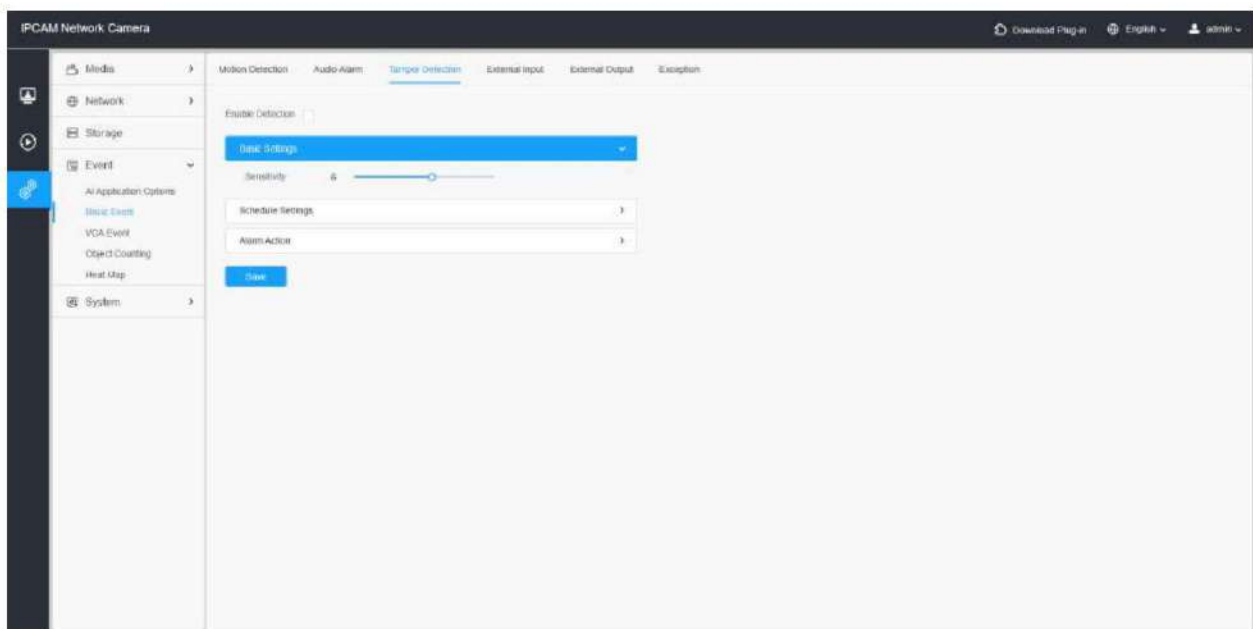 IPCAM Network Camera
Download Plug-in
English
admin
Media
Network
Storage
Event
AI Application Options
Basic Event
VCA Event
Object Counting
Heat Map
System
Motion Detection Audio Alarm Tamper Detection External Input External Output Exception
Enable Detection
Basic Settings
Sensitivity 6
Schedule Settings
Alarm Action
Save